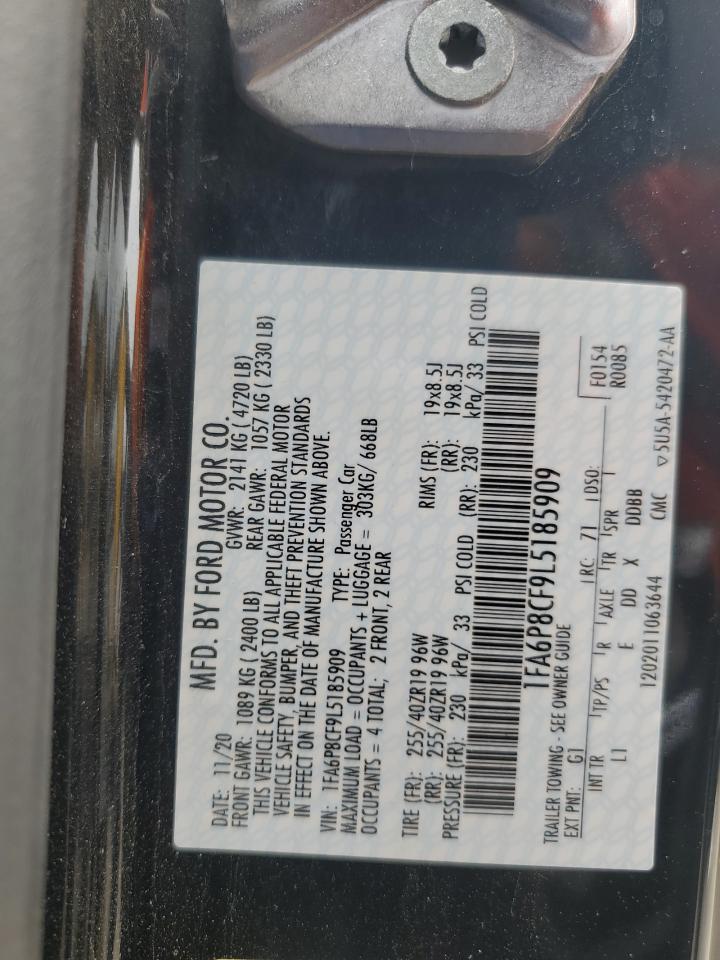 MFD. BY FORD MOTOR CO.
DATE: 11/20 GVWR: 2141 KG ( 4720 LB)
FRONT GAWR: 1089 KG ( 2400 LB) REAR GAWR: 1057 KG ( 2330 LB)
THIS VEHICLE CONFORMS TO ALL APPLICABLE FEDERAL MOTOR
VEHICLE SAFETY, BUMPER, AND THEFT PREVENTION STANDARDS
IN EFFECT ON THE DATE OF MANUFACTURE SHOWN ABOVE.
VIN: 1FA6P8CF9L5185909 TYPE: Passenger Car
MAXIMUM LOAD = OCCUPANTS + LUGGAGE = 303KG/ 668LB
OCCUPANTS = 4 TOTAL; 2 FRONT, 2 REAR
TIRE (FR): 255/40ZR19 96W RIMS (FR): 19x8.5J
(RR): 255/40ZR19 96W (RR): 19x8.5J
PRESSURE (FR): 230 kPa/ 33 PSI COLD (RR): 230 kPa/ 33 PSI COLD
1FA6P8CF9L5185909
TRAILER TOWING - SEE OWNER GUIDE
EXT PNT: G1 RC: 71 DSO: F0154
INT TR TP/PS R AXLE TR SPR R0085
LI E DD X DDBB
1202011063644 CMC ▽5U5A-5420472-AA